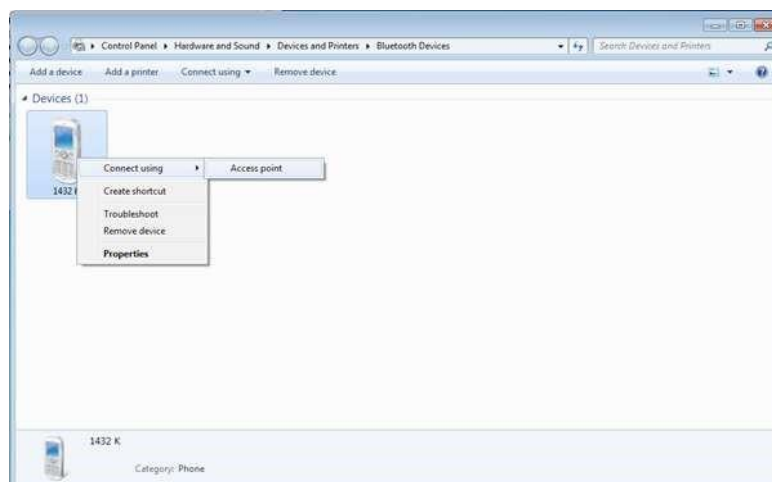 Control Panel Hardware and Sound Devices and Printers Bluetooth Devices Search Devices and Printers
Add a device Add a printer Connect using Remove device
Devices (1)
Connect using Access point
1432 K Create shortcut
Troubleshoot
Remove device
Properties
1432 K
Category: Phone